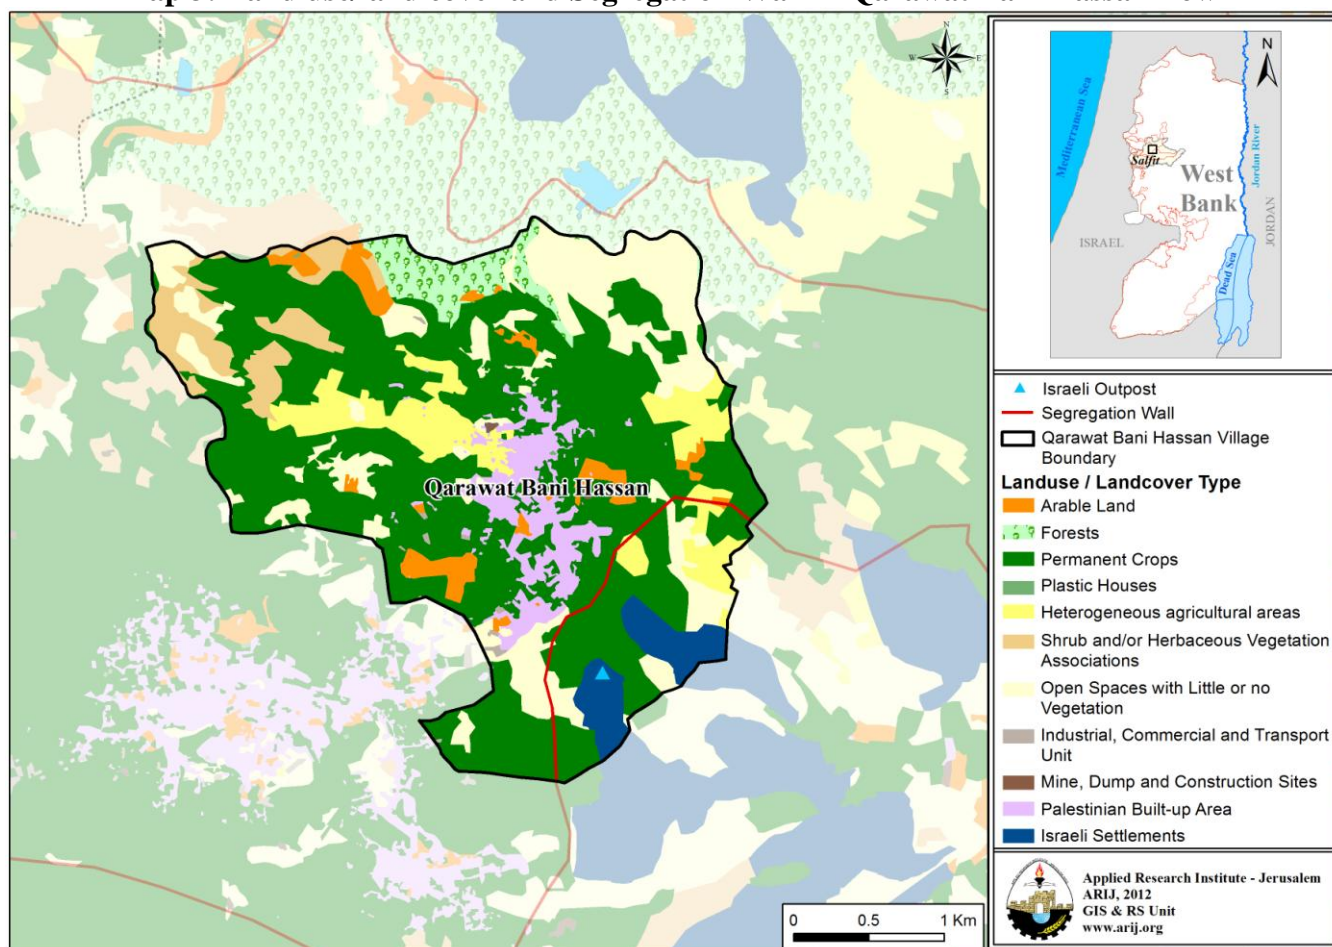 N
W
E
S
Qarawat Bani Hassan
0 0.5 1 Km
N
Mediterranean Sea
Salfit
West
Bank
Jordan River
ISRAEL
JORDAN
Dead Sea
Israeli Outpost
Segregation Wall
Qarawat Bani Hassan Village
Boundary
Landuse / Landcover Type
Arable Land
Forests
Permanent Crops
Plastic Houses
Heterogeneous agricultural areas
Shrub and/or Herbaceous Vegetation
Associations
Open Spaces with Little or no
Vegetation
Industrial, Commercial and Transport
Unit
Mine, Dump and Construction Sites
Palestinian Built-up Area
Israeli Settlements
Applied Research Institute - Jerusalem
ARIJ, 2012
GIS & RS Unit
www.arij.org